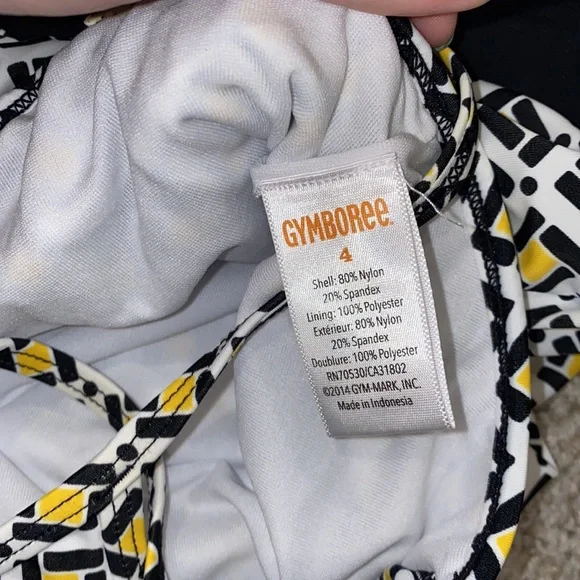 GYMBORee
4
Shell: 80% Nylon
20% Spandex
Lining: 100% Polyester
Extérieur: 80% Nylon
20% Spandex
Doublure: 100% Polyester
RN70530/CA31802
©2014 GYM-MARK, INC.
Made in Indonesia